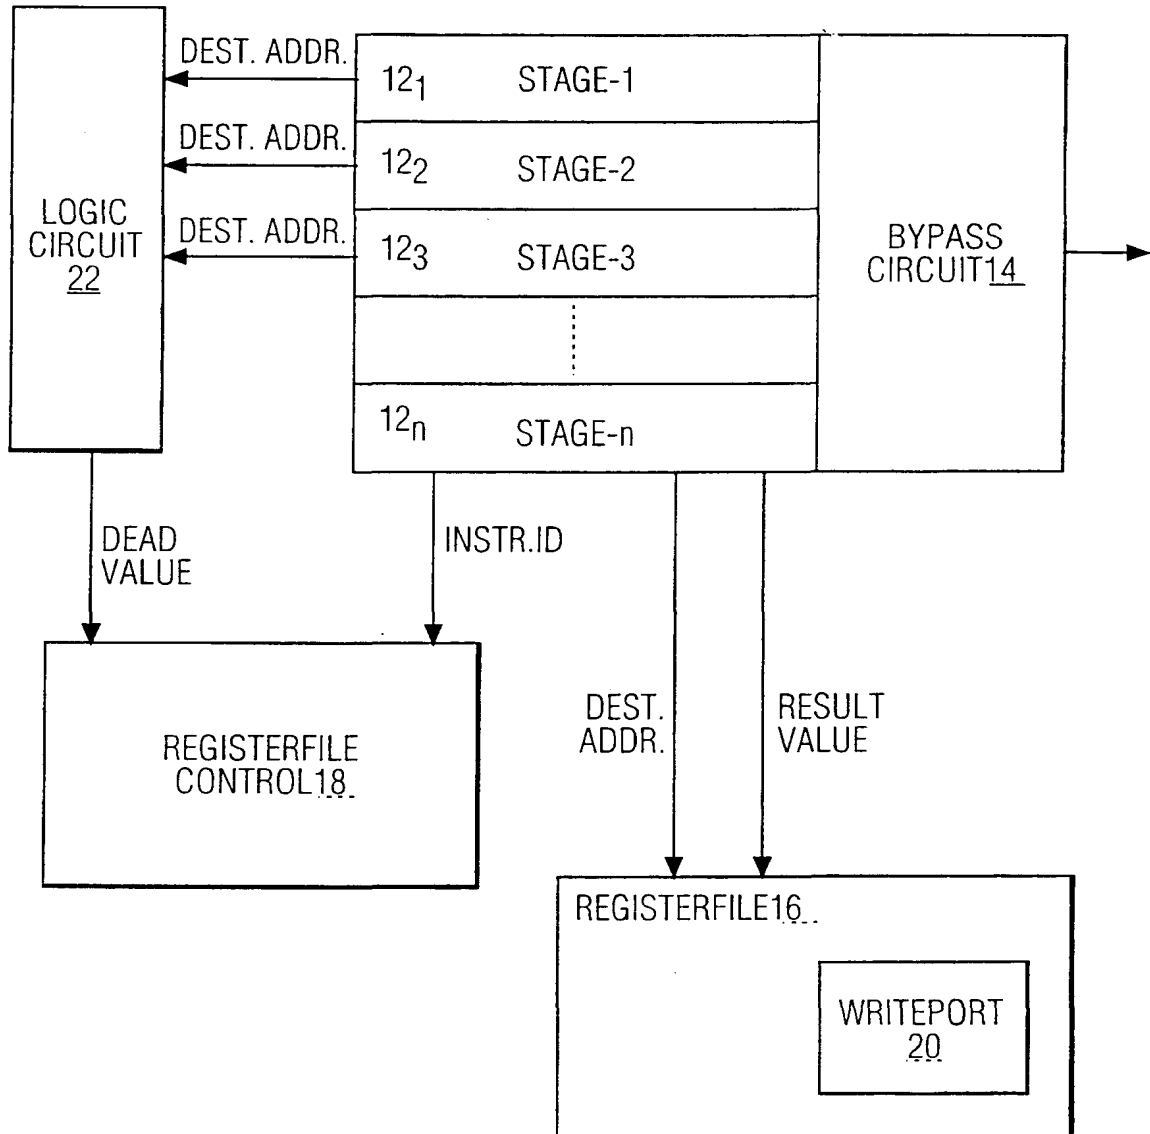 DEST. ADDR.
12₁ STAGE-1
DEST. ADDR.
12₂ STAGE-2
DEST. ADDR.
12₃ STAGE-3
LOGIC
CIRCUIT
22
BYPASS
CIRCUIT14
12ₙ STAGE-n
DEAD
VALUE
INSTR.ID
DEST.
ADDR.
RESULT
VALUE
REGISTERFILE
CONTROL18
REGISTERFILE16
WRITEPORT
20